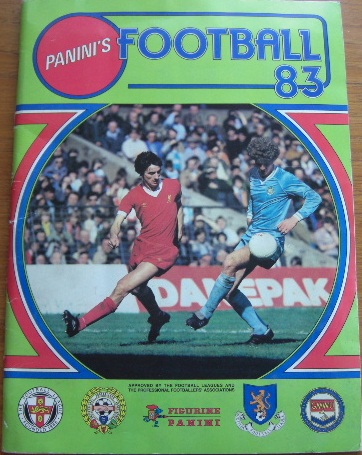 PANINI'S
FOOTBALL
83
DANEPAK
APPROVED BY THE FOOTBALL LEAGUES AND
THE PROFESSIONAL FOOTBALLERS' ASSOCIATIONS
FIGURINE
PANINI